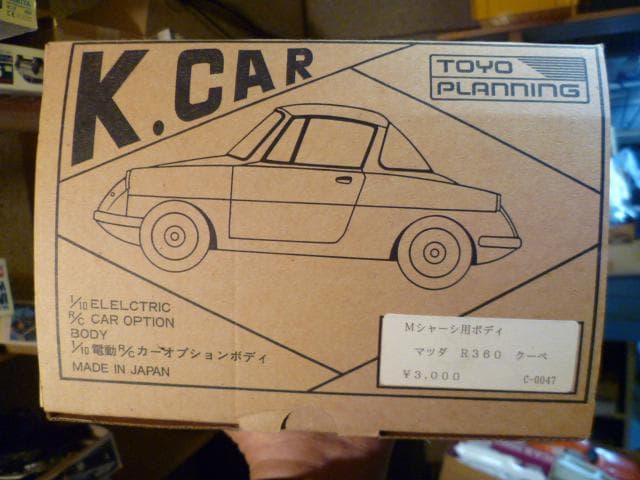 K.CAR
TOYO
PLANNING
1/10 ELELCTRIC
R/C CAR OPTION
BODY
1/10 電動 R/C カーオプションボディ
MADE IN JAPAN
Mシャーシ用ボディ
マツダ R360 クーペ
¥3,000 C-0047